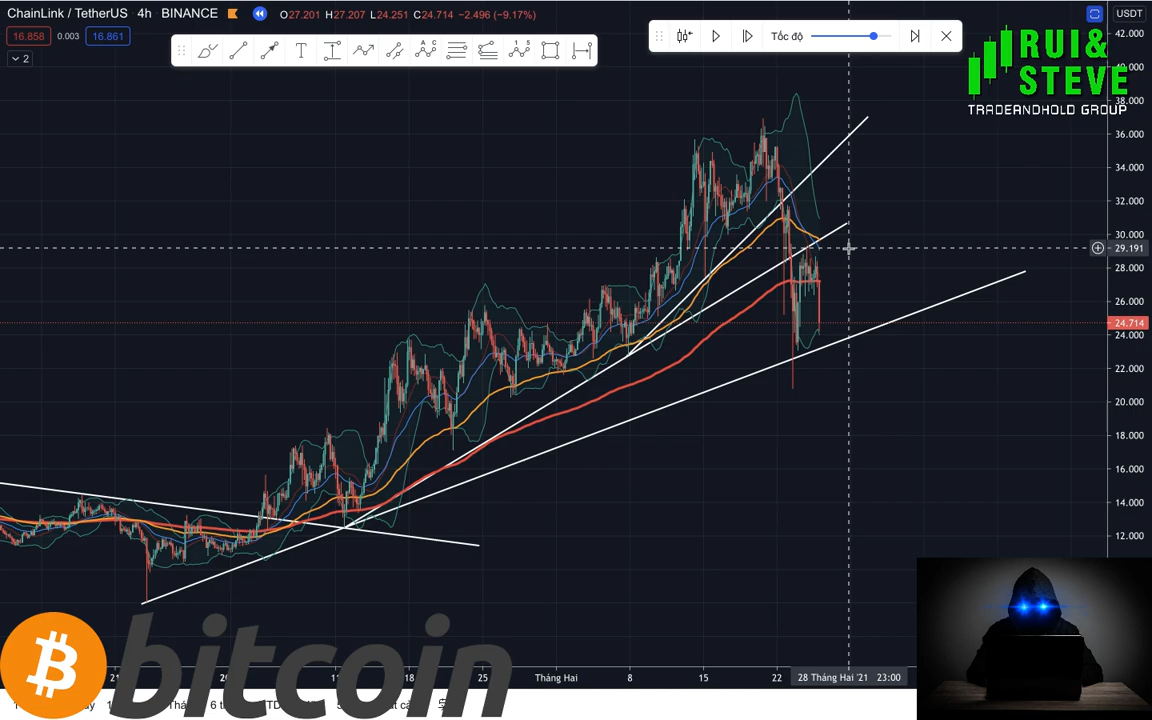 ChainLink / TetherUS 4h BINANCE O27.201 H27.207 L24.251 C24.714 −2.496 (−9.17%)
USDT
16.858 0.003 16.861
2
T
A C
1 5
Tốc độ
RUI&
STEVE
TRADEANDHOLD GROUP
42.000
40.000
38.000
36.000
34.000
32.000
30.000
29.191
28.000
26.000
24.714
24.000
22.000
20.000
18.000
16.000
14.000
12.000
18
25
Tháng Hai
8
15
22
28 Tháng Hai '21 23:00
bitcoin